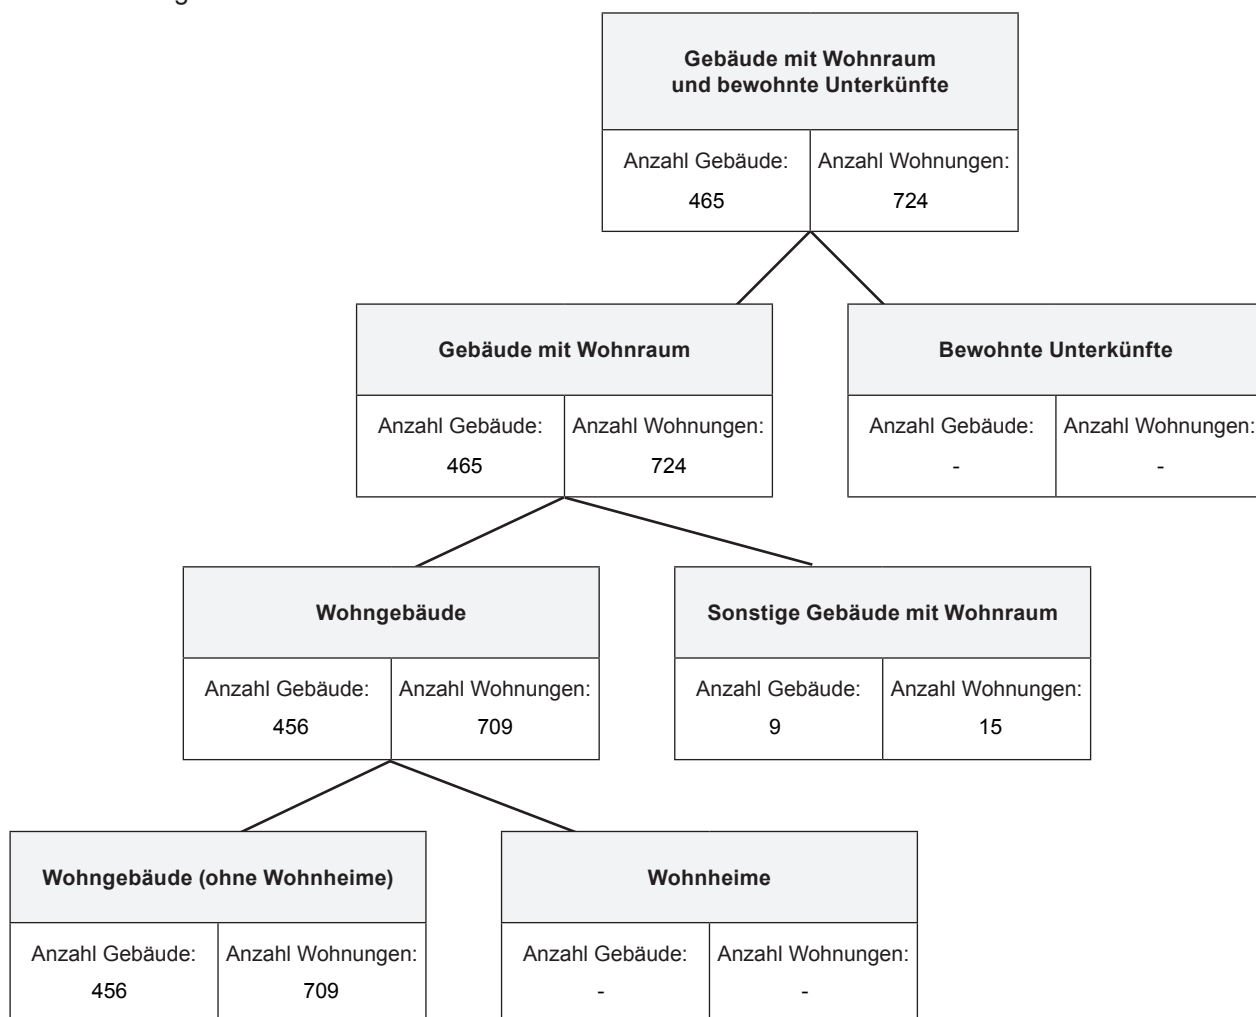 Gebäude mit Wohnraum
und bewohnte Unterkünfte
Anzahl Gebäude: Anzahl Wohnungen:
465 724
Gebäude mit Wohnraum
Bewohnte Unterkünfte
Anzahl Gebäude: Anzahl Wohnungen:
465 724
Anzahl Gebäude: Anzahl Wohnungen:
- -
Wohngebäude
Sonstige Gebäude mit Wohnraum
Anzahl Gebäude: Anzahl Wohnungen:
456 709
Anzahl Gebäude: Anzahl Wohnungen:
9 15
Wohngebäude (ohne Wohnheime)
Wohnheime
Anzahl Gebäude: Anzahl Wohnungen:
456 709
Anzahl Gebäude: Anzahl Wohnungen:
- -